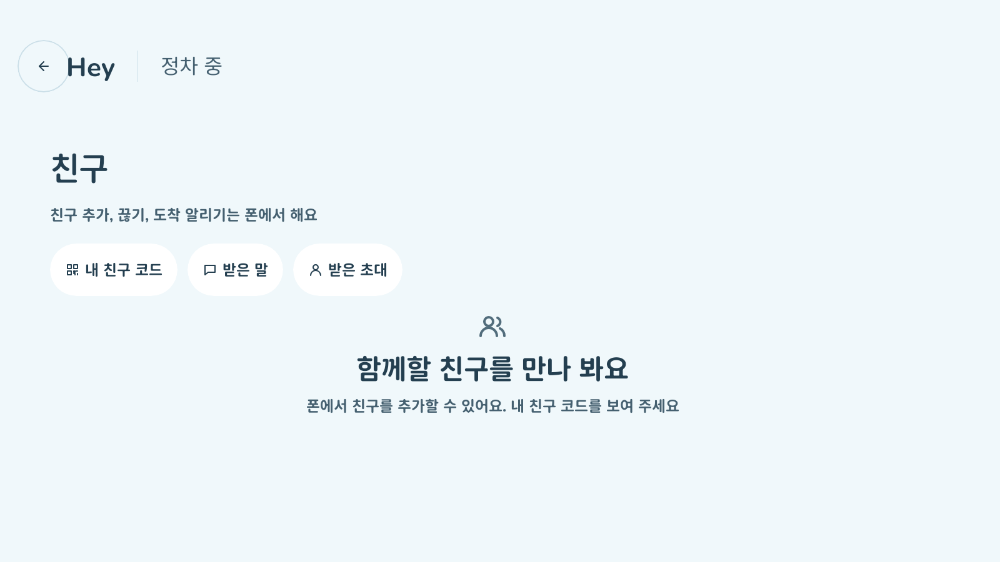 Hey
정차 중
친구
친구 추가, 끊기, 도착 알리기는 폰에서 해요
내 친구 코드
받은 말
받은 초대
함께할 친구를 만나 봐요
폰에서 친구를 추가할 수 있어요. 내 친구 코드를 보여 주세요